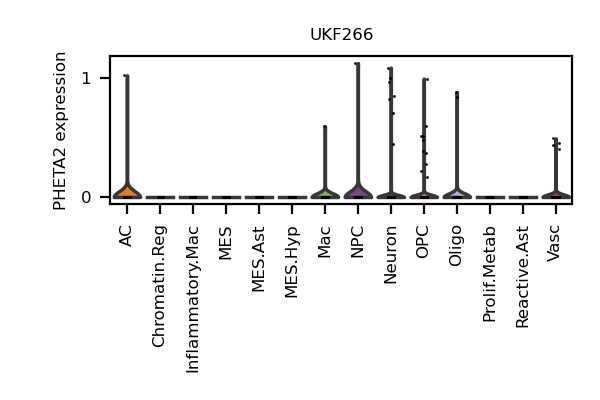 UKF266
PHETA2 expression
1
0
AC
Chromatin.Reg
Inflammatory.Mac
MES
MES.Ast
MES.Hyp
Mac
NPC
Neuron
OPC
Oligo
Prolif.Metab
Reactive.Ast
Vasc